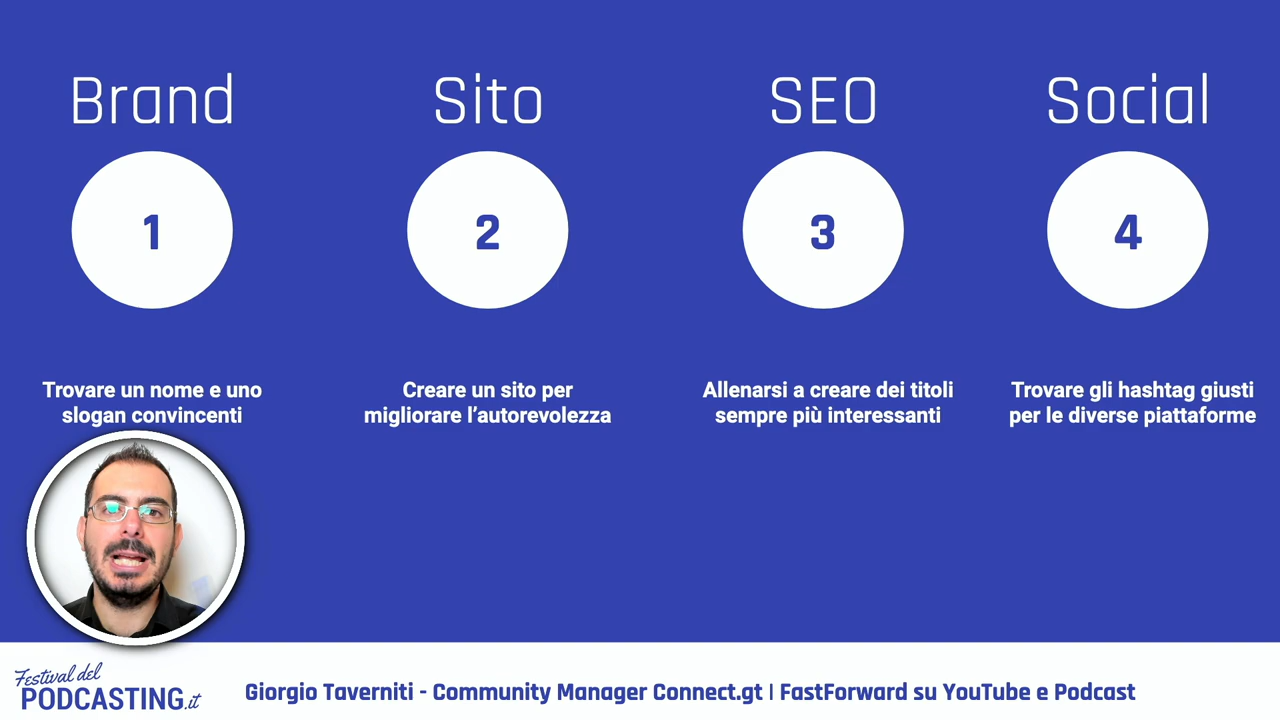 Brand
Sito
SEO
Social
1
2
3
4
Trovare un nome e uno
slogan convincenti
Creare un sito per
migliorare l’autorevolezza
Allenarsi a creare dei titoli
sempre più interessanti
Trovare gli hashtag giusti
per le diverse piattaforme
Festival del
PODCASTING.it
Giorgio Taverniti - Community Manager Connect.gt | FastForward su YouTube e Podcast